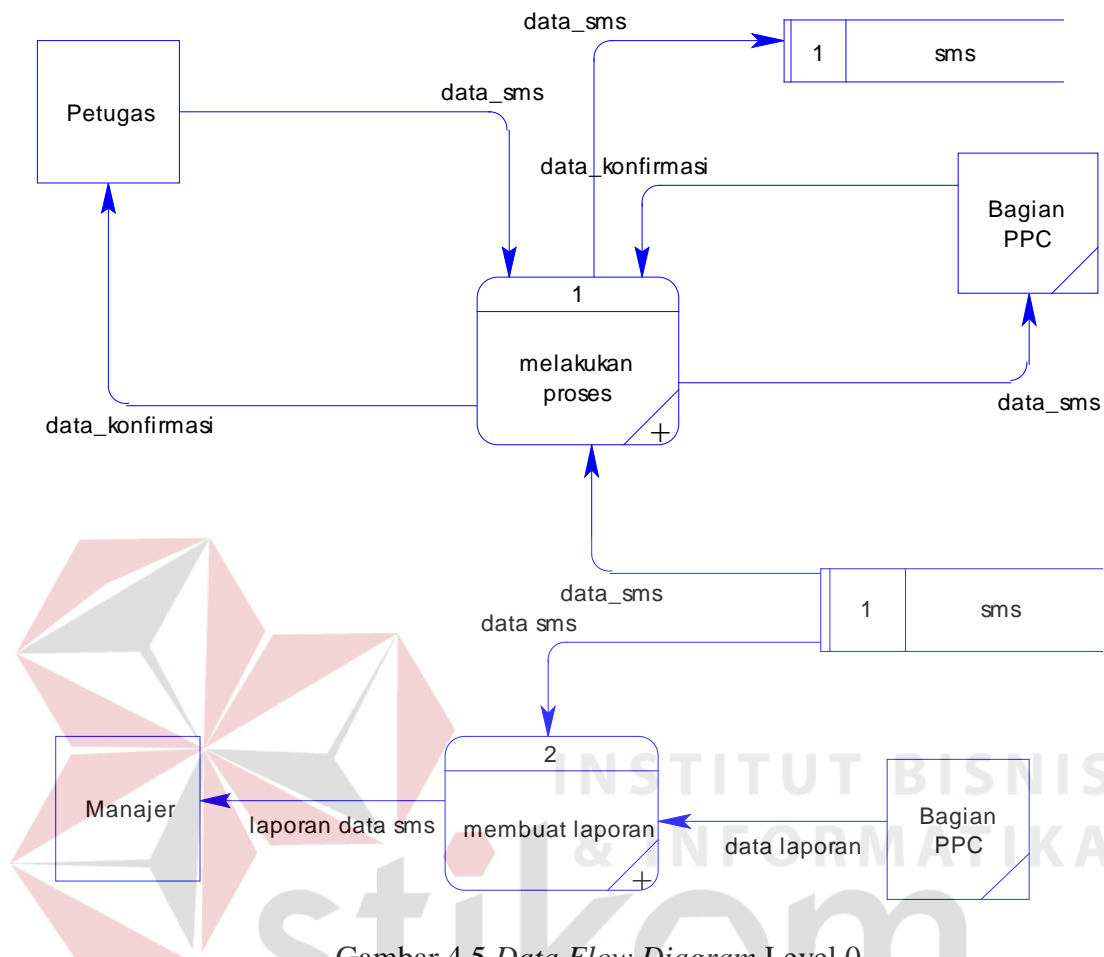 data_sms
1 sms
Petugas
data_sms
data_konfirmasi
Bagian
PPC
1
melakukan
proses
data_sms
data_konfirmasi
data_sms
1 sms
data sms
2
INSTITUT BISNIS
Manajer
laporan data sms
membuat laporan
data laporan
Bagian
PPC
& INFORMATIKA
stikom
Gambar 4.5 Data Flow Diagram Level 0